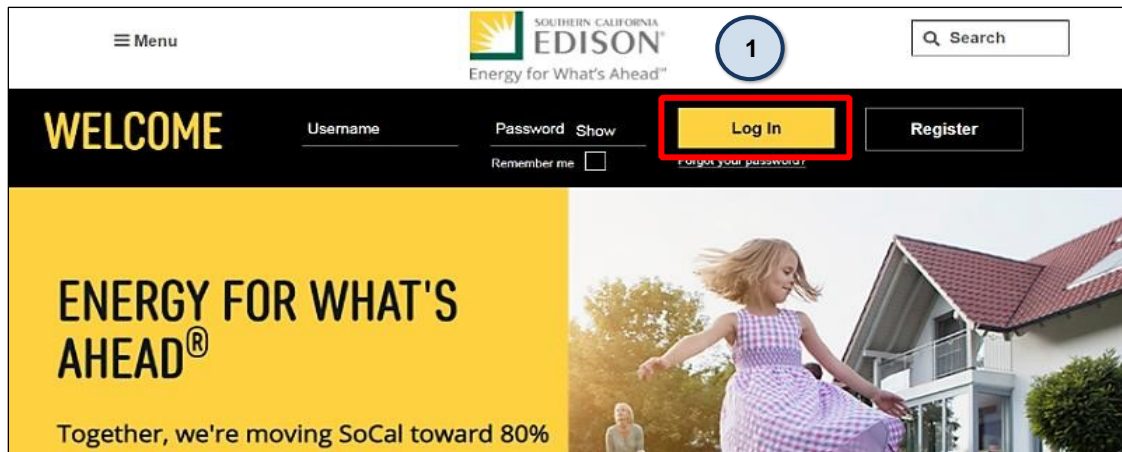 ≡ Menu
SOUTHERN CALIFORNIA
EDISON®
Energy for What's Ahead℠
1
Search
WELCOME
Username
Password Show
Log In
Register
Remember me
Forgot your password?
ENERGY FOR WHAT'S
AHEAD®
Together, we're moving SoCal toward 80%